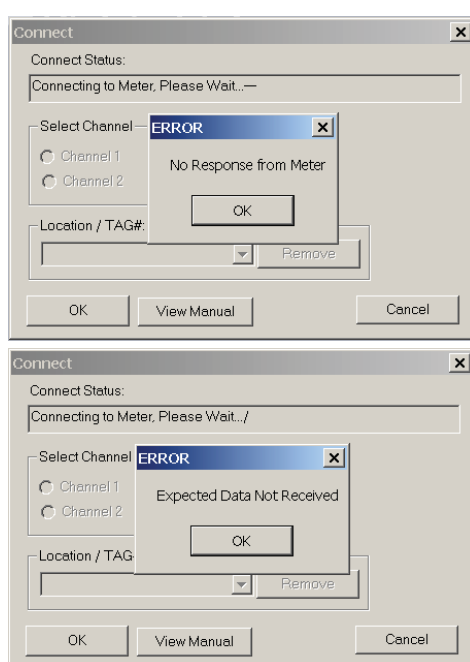 Connect
Connect Status:
Connecting to Meter, Please Wait...—
Select Channel
ERROR
Channel 1
No Response from Meter
Channel 2
OK
Location / TAG#:
Remove
OK
View Manual
Cancel
Connect
Connect Status:
Connecting to Meter, Please Wait.../
Select Channel
ERROR
Channel 1
Expected Data Not Received
Channel 2
OK
Location / TAG
Remove
OK
View Manual
Cancel